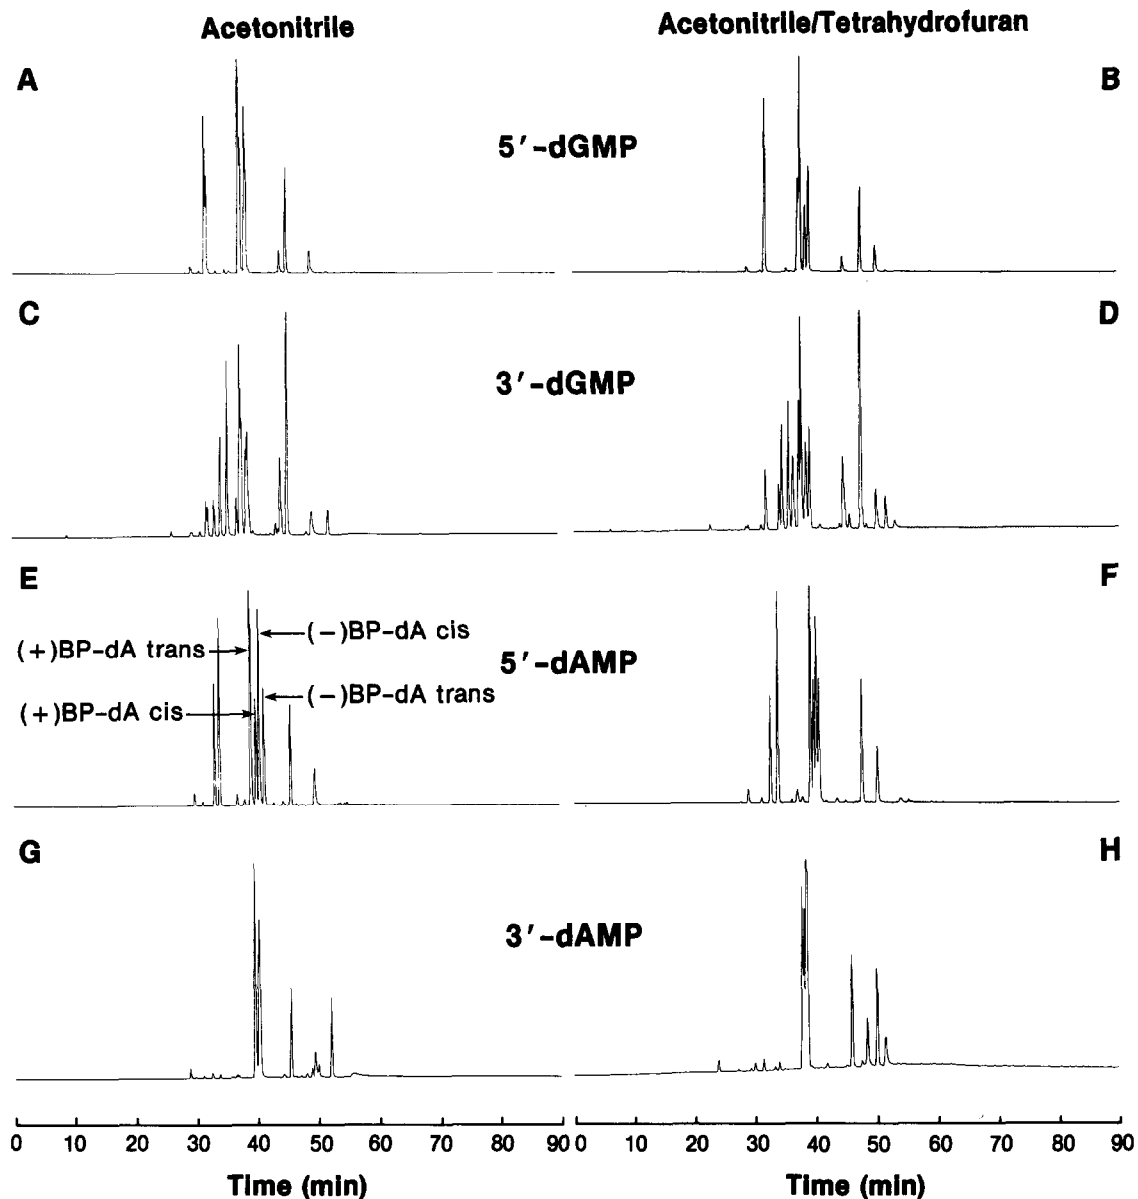 Acetonitrile
Acetonitrile/Tetrahydrofuran
A
B
5'-dGMP
C
D
3'-dGMP
E
F
(+)BP-dA trans
(-)BP-dA cis
5'-dAMP
(+)BP-dA cis
(-)BP-dA trans
G
H
3'-dAMP
0 10 20 30 40 50 60 70 80 90
0 10 20 30 40 50 60 70 80 90
Time (min)
Time (min)